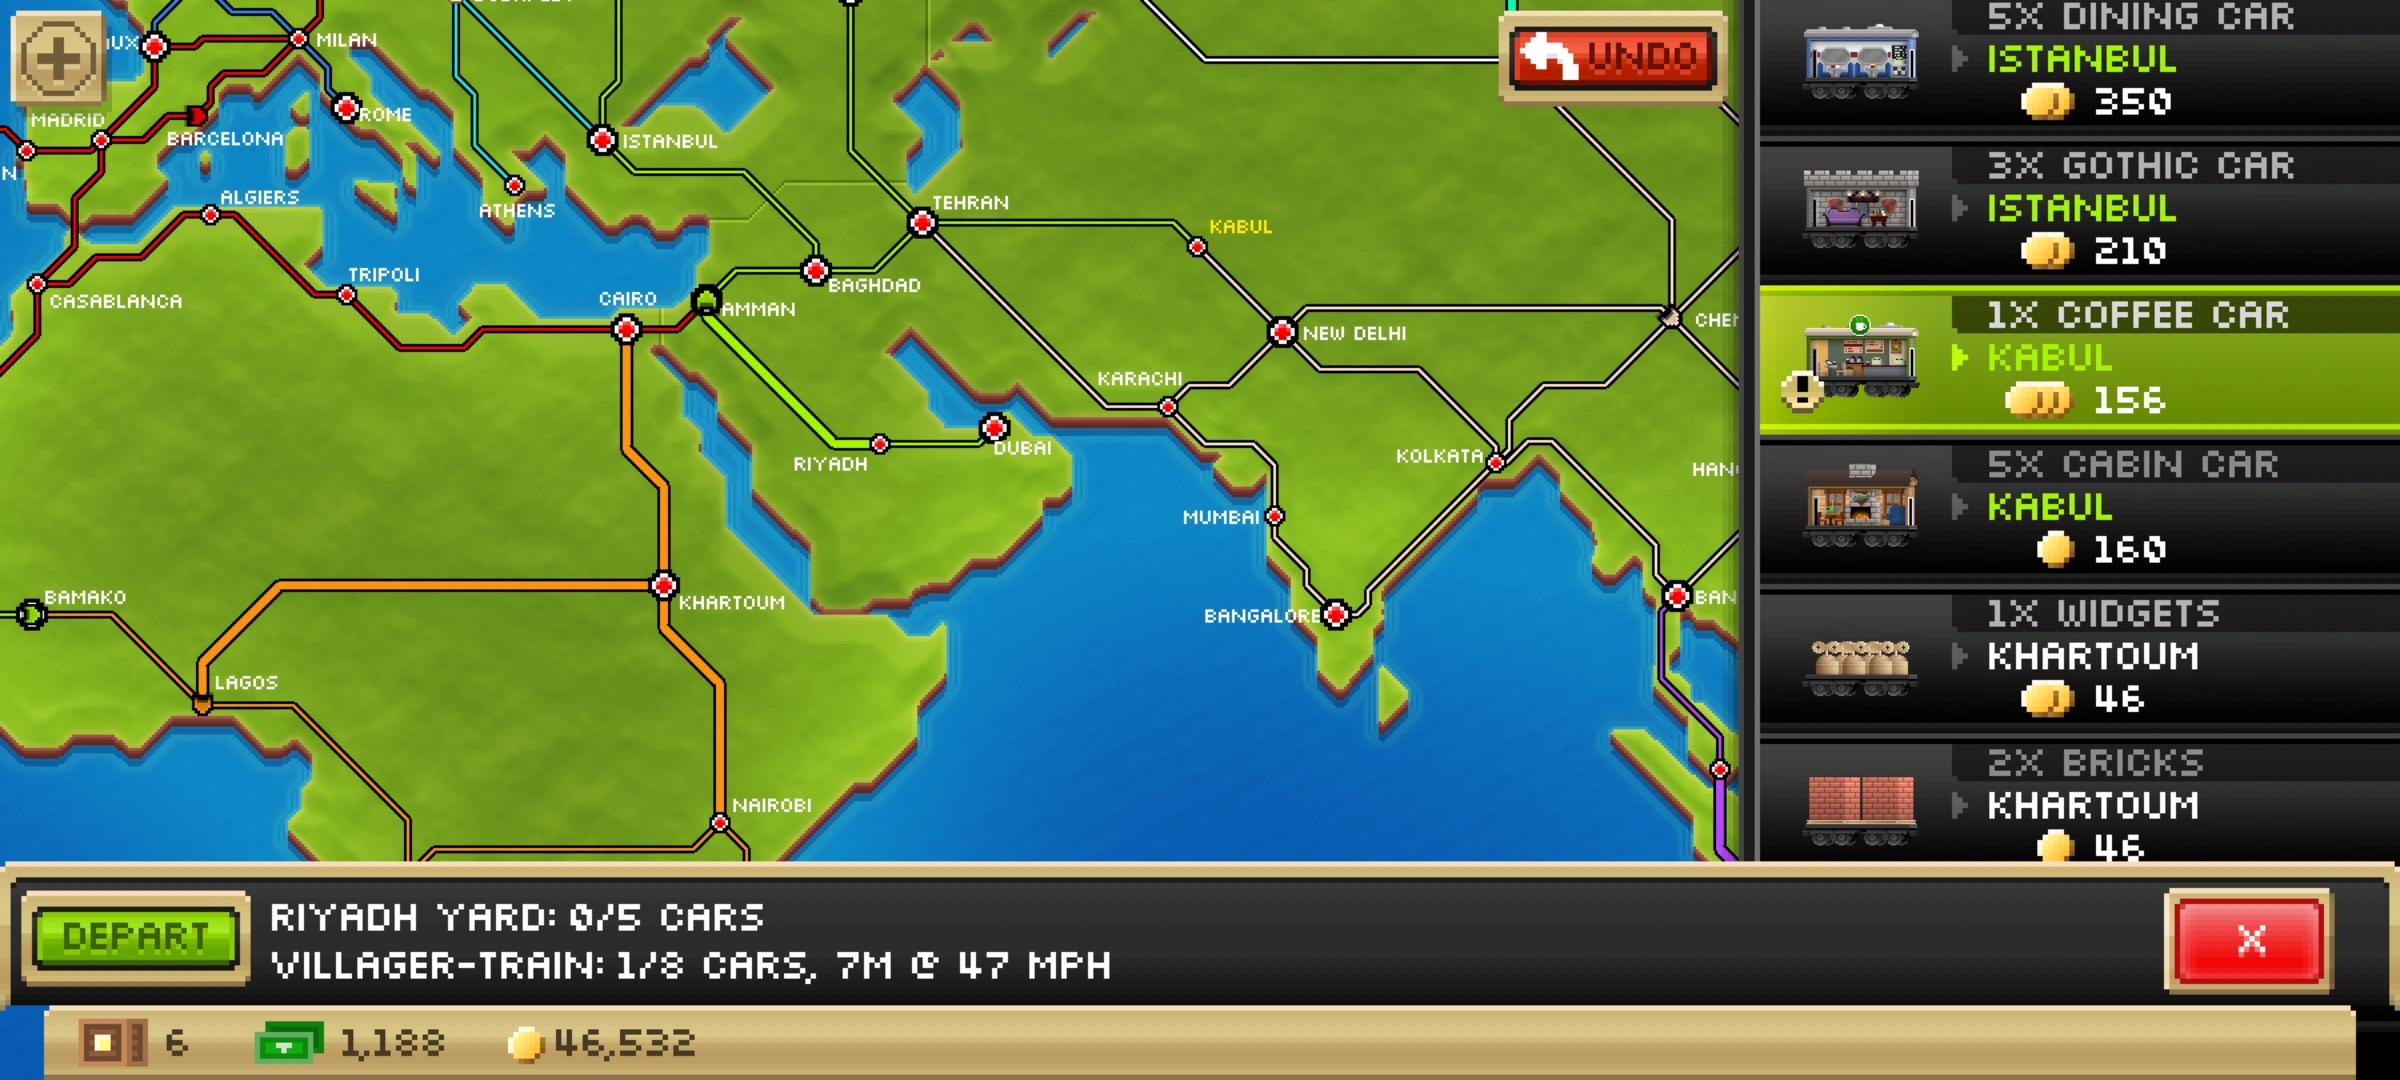 UNDO
MILAN
MADRID
ROME
BARCELONA
ISTANBUL
ALGIERS
ATHENS
TEHRAN
KABUL
TRIPOLI
CASABLANCA
CAIRO
AMMAN
BAGHDAD
NEW DELHI
KARACHI
RIYADH
DUBAI
KOLKATA
MUMBAI
BANGALORE
BAMAKO
KHARTOUM
LAGOS
NAIROBI
5X DINING CAR
ISTANBUL
350
3X GOTHIC CAR
ISTANBUL
210
1X COFFEE CAR
KABUL
156
5X CABIN CAR
KABUL
160
1X WIDGETS
KHARTOUM
46
2X BRICKS
KHARTOUM
46
DEPART
RIYADH YARD: 0/5 CARS
VILLAGER-TRAIN: 1/8 CARS, 7M @ 47 MPH
X
6
1,188
46,532